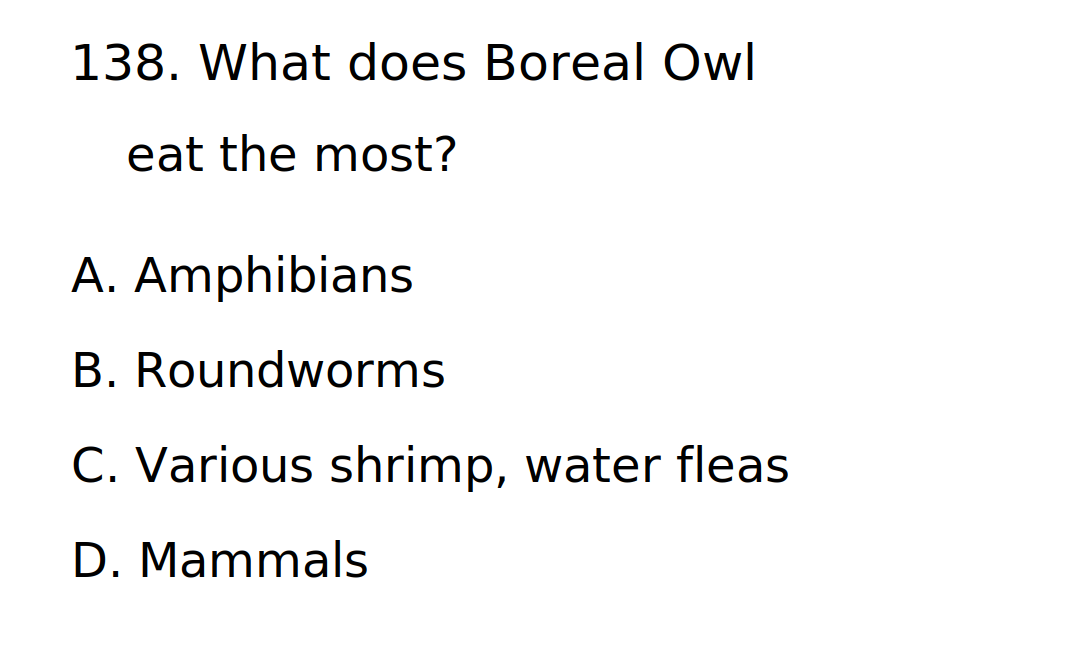 138. What does Boreal Owl
eat the most?
A. Amphibians
B. Roundworms
C. Various shrimp, water fleas
D. Mammals